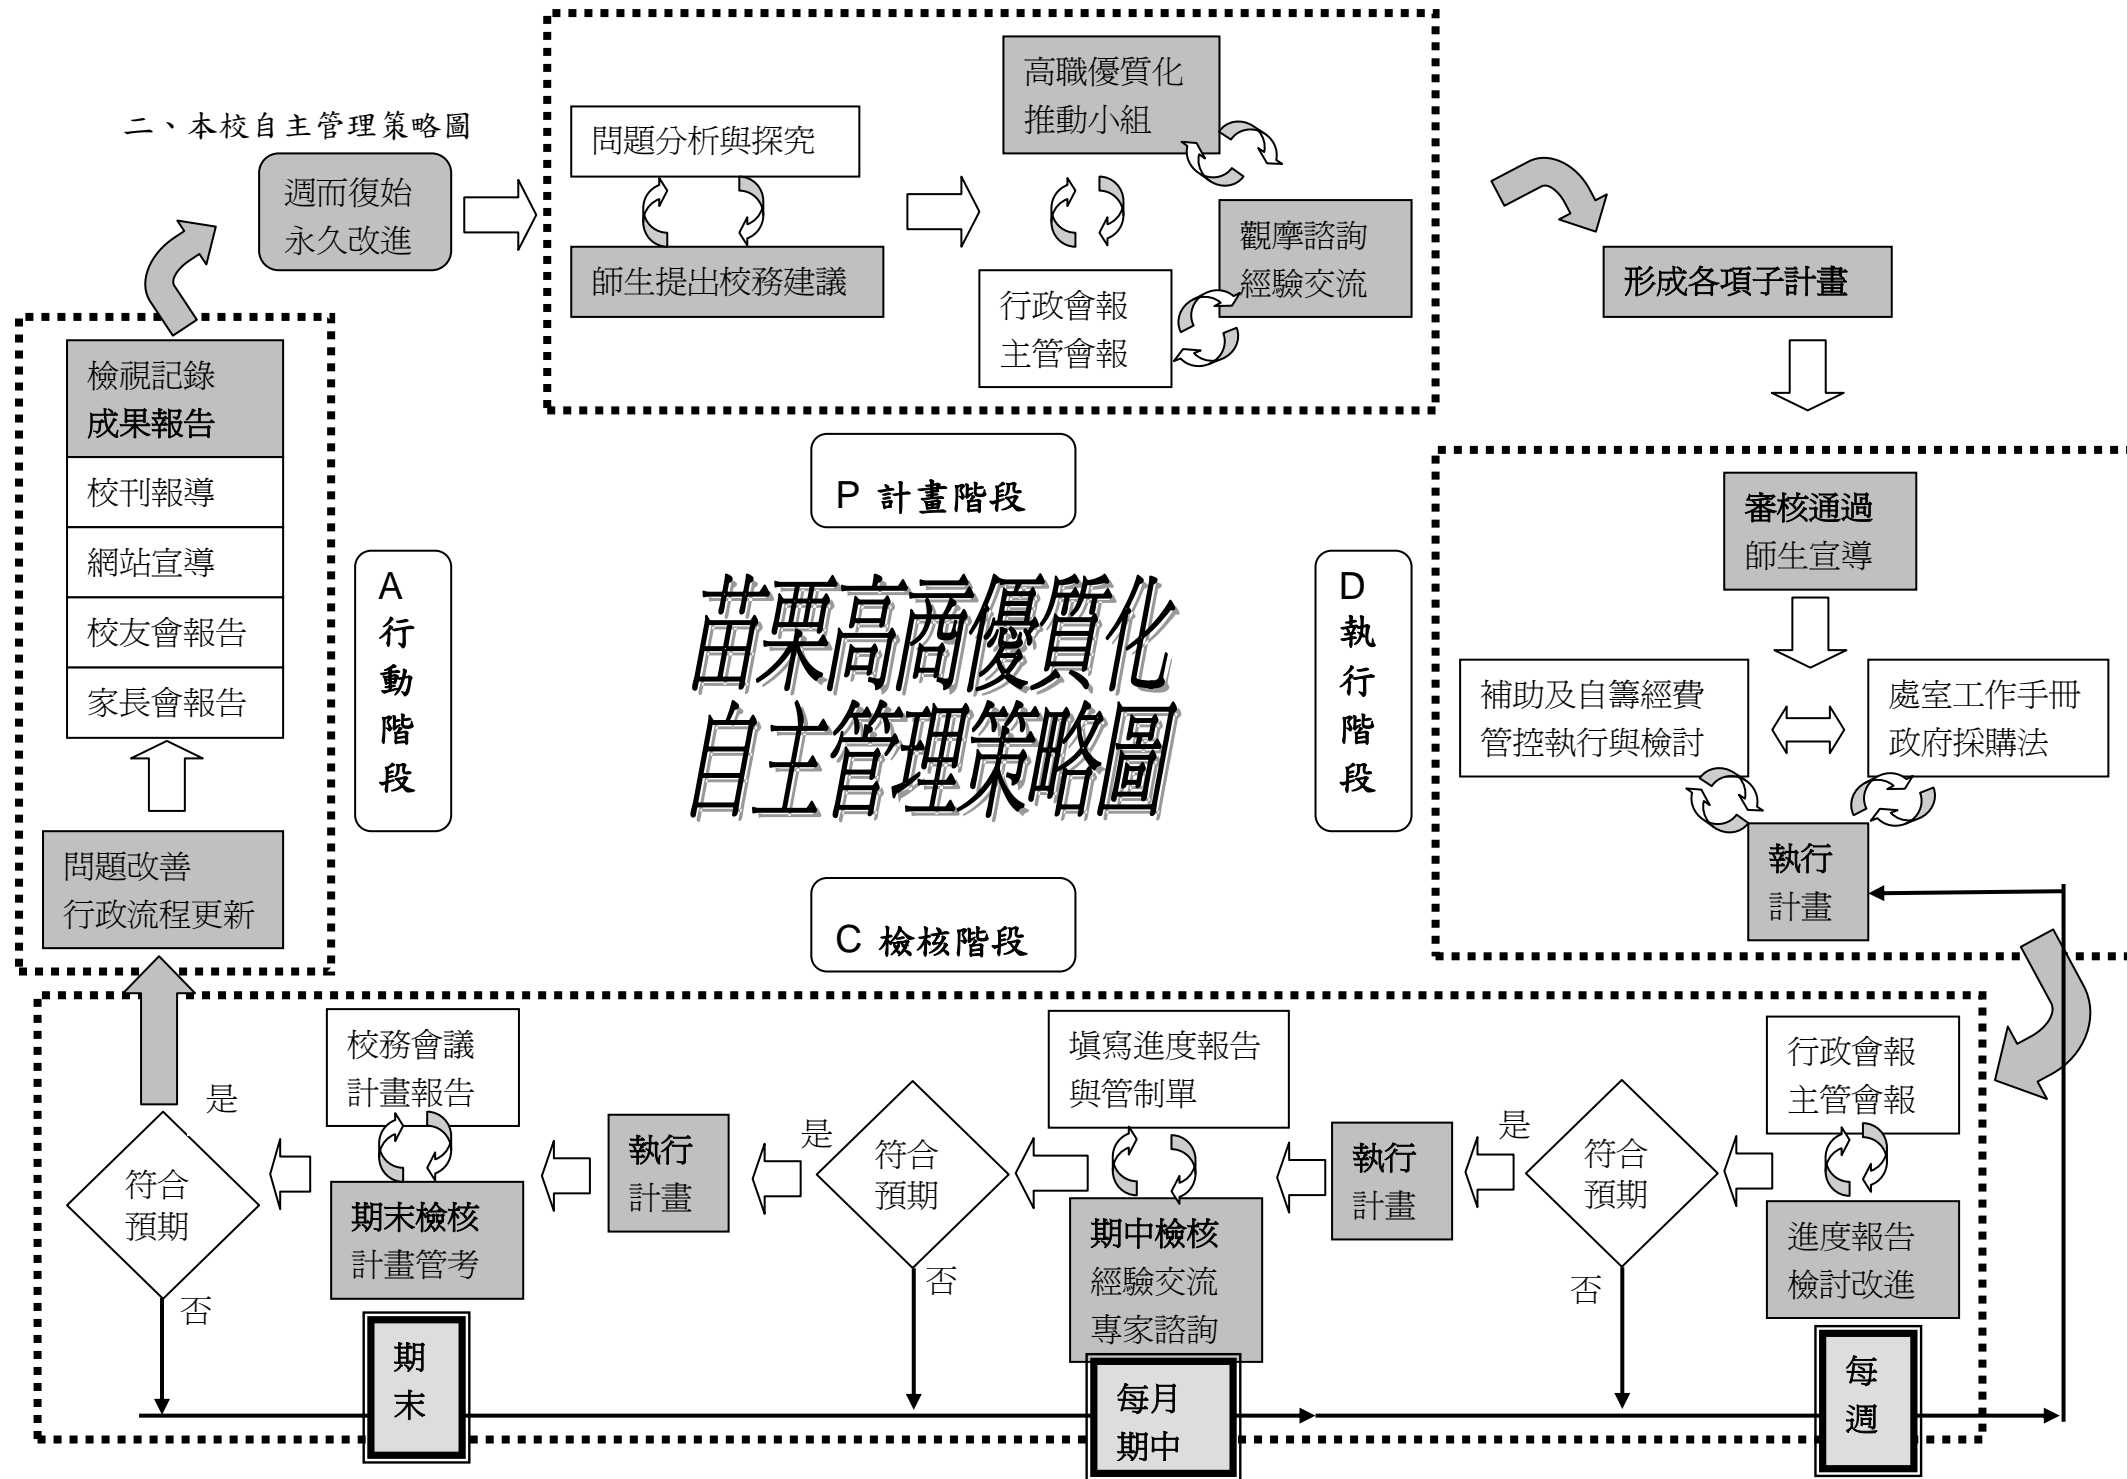 二、本校自主管理策略圖
週而復始
永久改進
問題分析與探究
師生提出校務建議
高職優質化
推動小組
觀摩諮詢
經驗交流
行政會報
主管會報
形成各項子計畫
P 計畫階段
審核通過
師生宣導
補助及自籌經費
管控執行與檢討
處室工作手冊
政府採購法
執行
計畫
D
執
行
階
段
苗栗高商優質化
自主管理策略圖
A
行
動
階
段
檢視記錄
成果報告
校刊報導
網站宣導
校友會報告
家長會報告
問題改善
行政流程更新
C 檢核階段
行政會報
主管會報
進度報告
檢討改進
每
週
符合
預期
是
否
執行
計畫
填寫進度報告
與管制單
期中檢核
經驗交流
專家諮詢
每月
期中
符合
預期
是
否
執行
計畫
校務會議
計畫報告
期末檢核
計畫管考
期
末
符合
預期
是
否